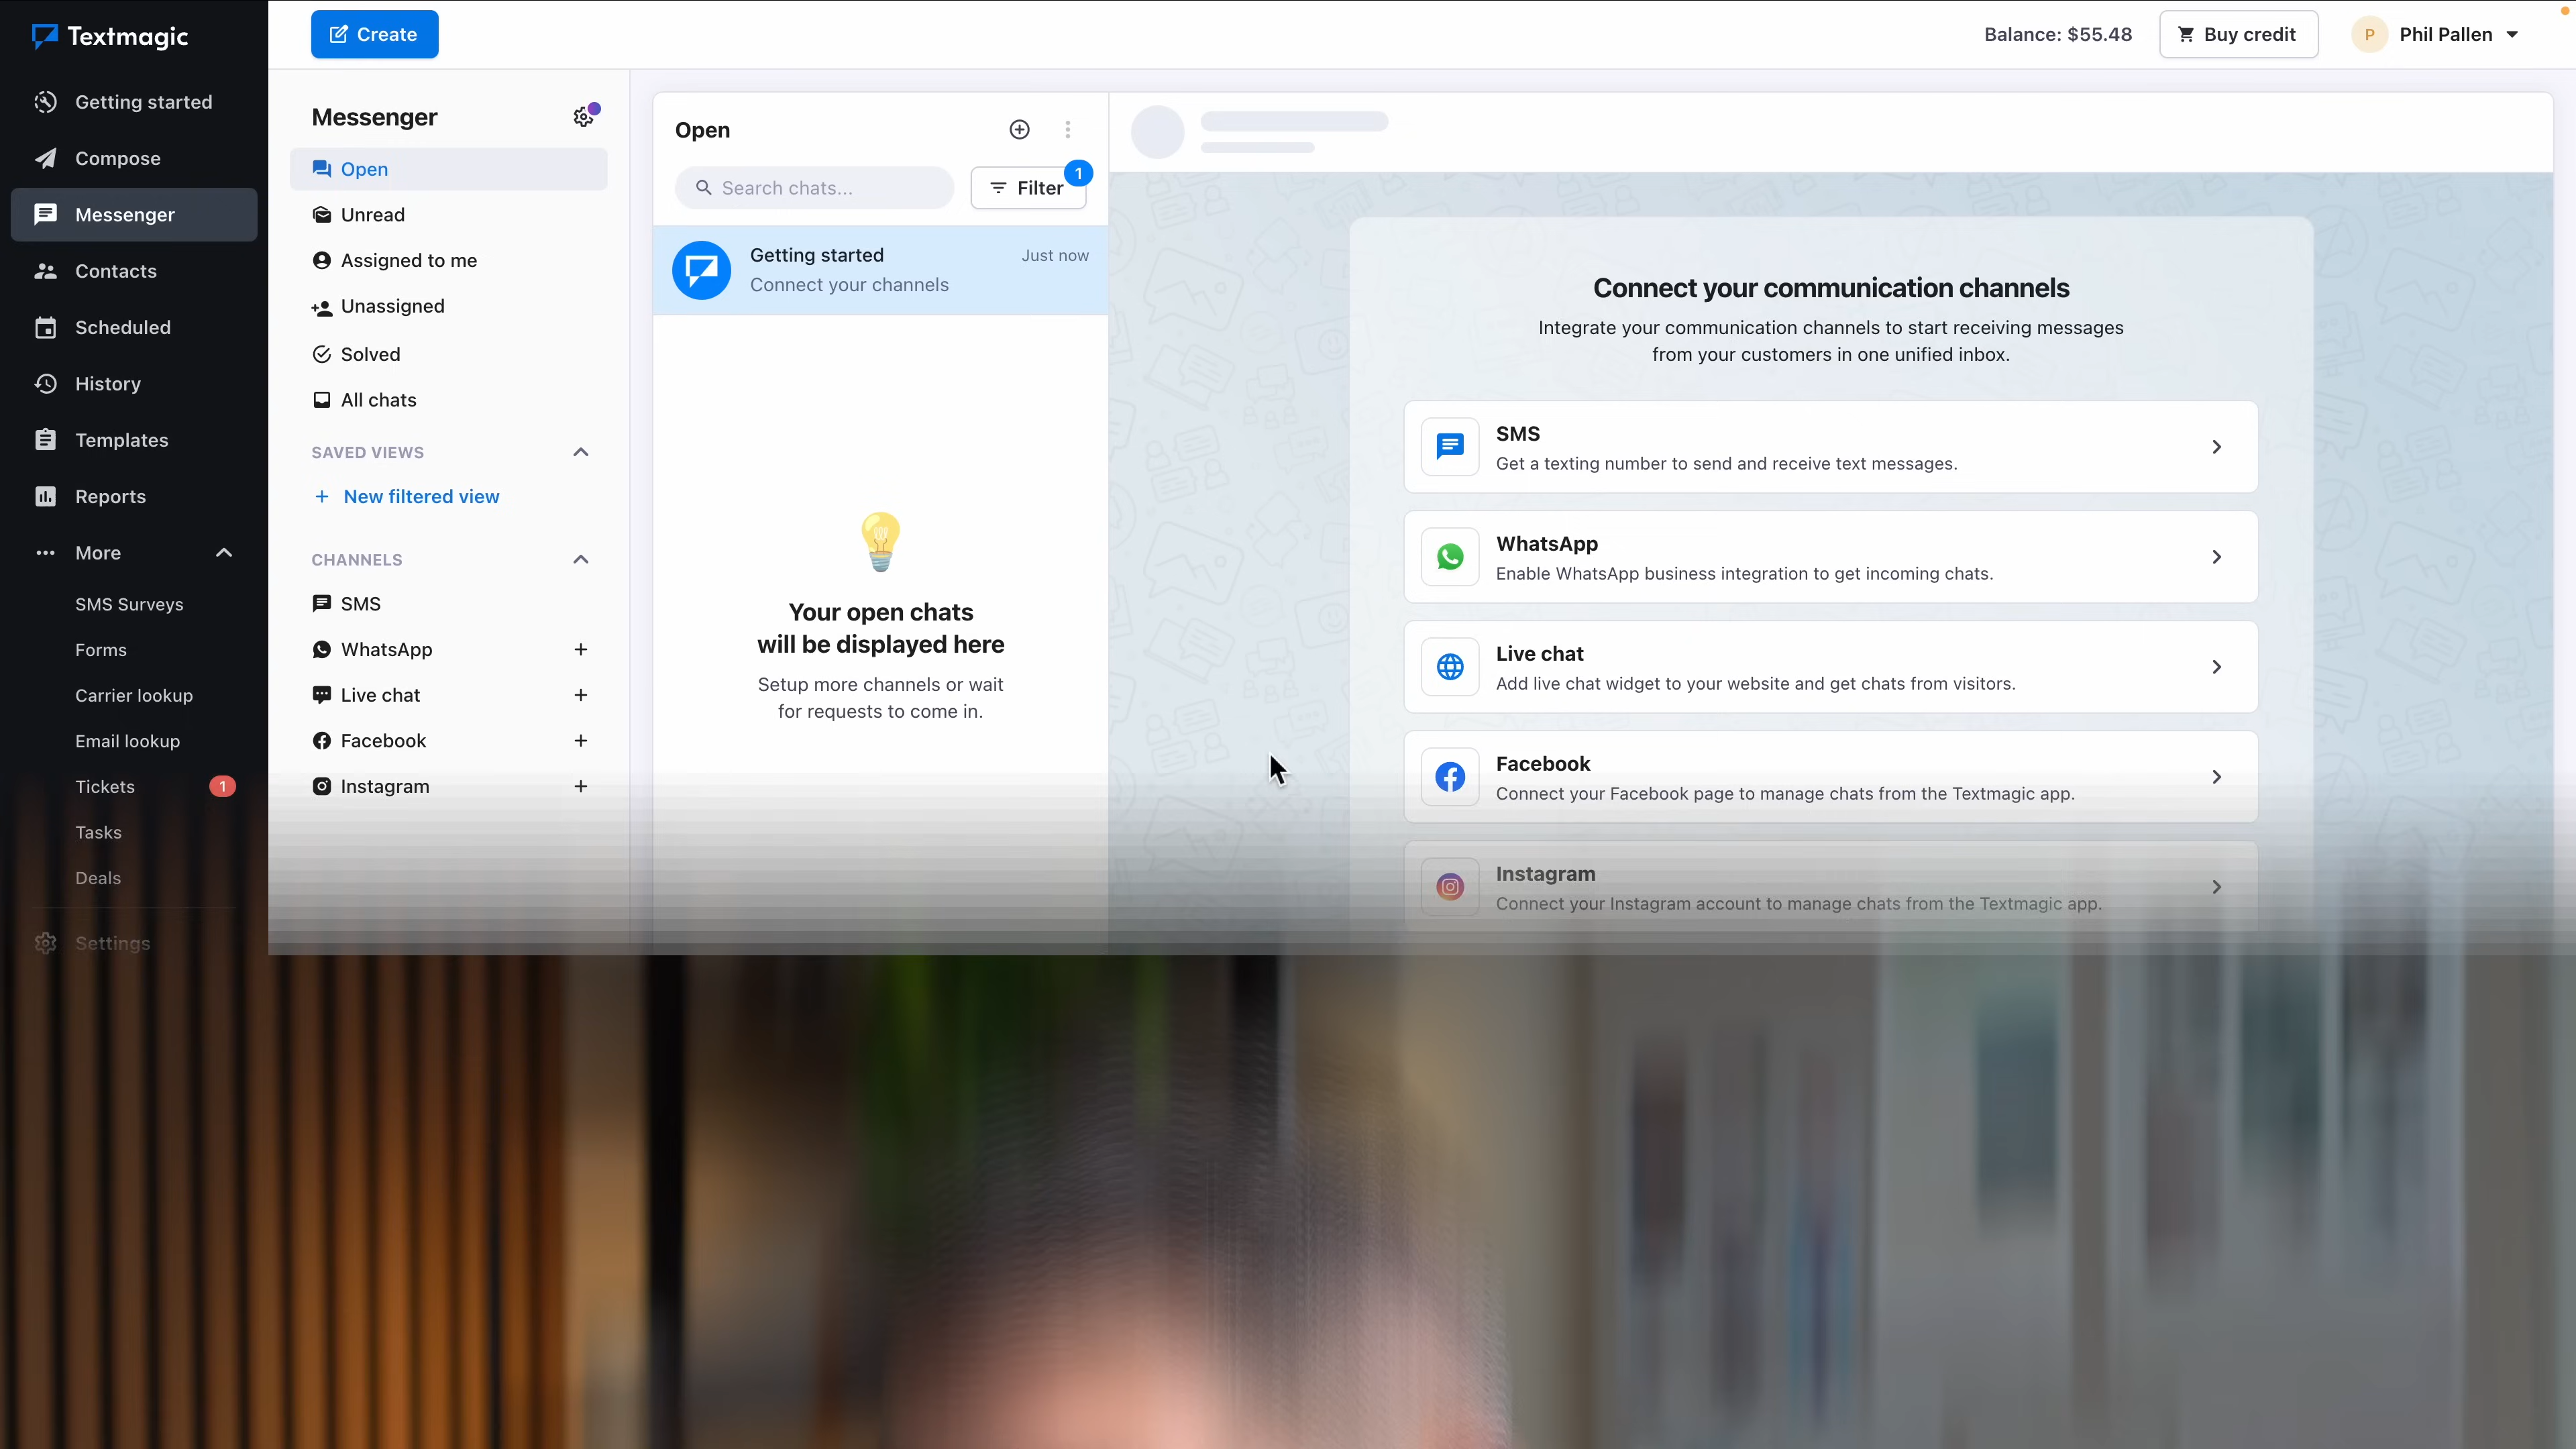 Textmagic
Getting started
Compose
Messenger
Contacts
Scheduled
History
Templates
Reports
More
SMS Surveys
Forms
Carrier lookup
Email lookup
Tickets 1
Tasks
Deals
Settings
Create
Balance: $55.48
Buy credit
P
Phil Pallen
Messenger
Open
Unread
Assigned to me
Unassigned
Solved
All chats
SAVED VIEWS
+ New filtered view
CHANNELS
SMS
WhatsApp +
Live chat +
Facebook +
Instagram +
Open
Search chats...
Filter 1
Getting started Just now
Connect your channels
Your open chats
will be displayed here
Setup more channels or wait
for requests to come in.
Connect your communication channels
Integrate your communication channels to start receiving messages
from your customers in one unified inbox.
SMS
Get a texting number to send and receive text messages.
WhatsApp
Enable WhatsApp business integration to get incoming chats.
Live chat
Add live chat widget to your website and get chats from visitors.
Facebook
Connect your Facebook page to manage chats from the Textmagic app.
Instagram
Connect your Instagram account to manage chats from the Textmagic app.